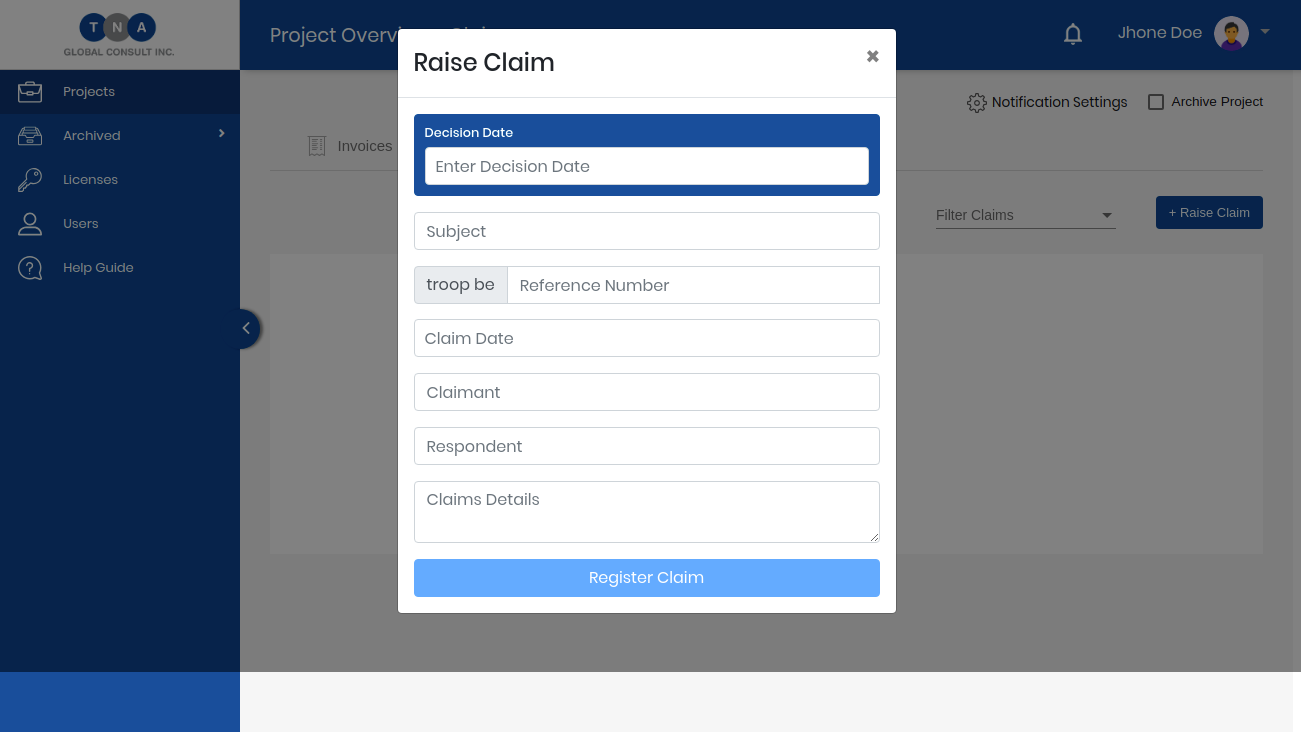 TNA
GLOBAL CONSULT INC.
Projects
Archived
Licenses
Users
Help Guide
Project
Jhone Doe
Notification Settings
Archive Project
Invoices
Filter Claims
+ Raise Claim
Raise Claim
✖
Decision Date
Enter Decision Date
Subject
troop be
Reference Number
Claim Date
Claimant
Respondent
Claims Details
Register Claim